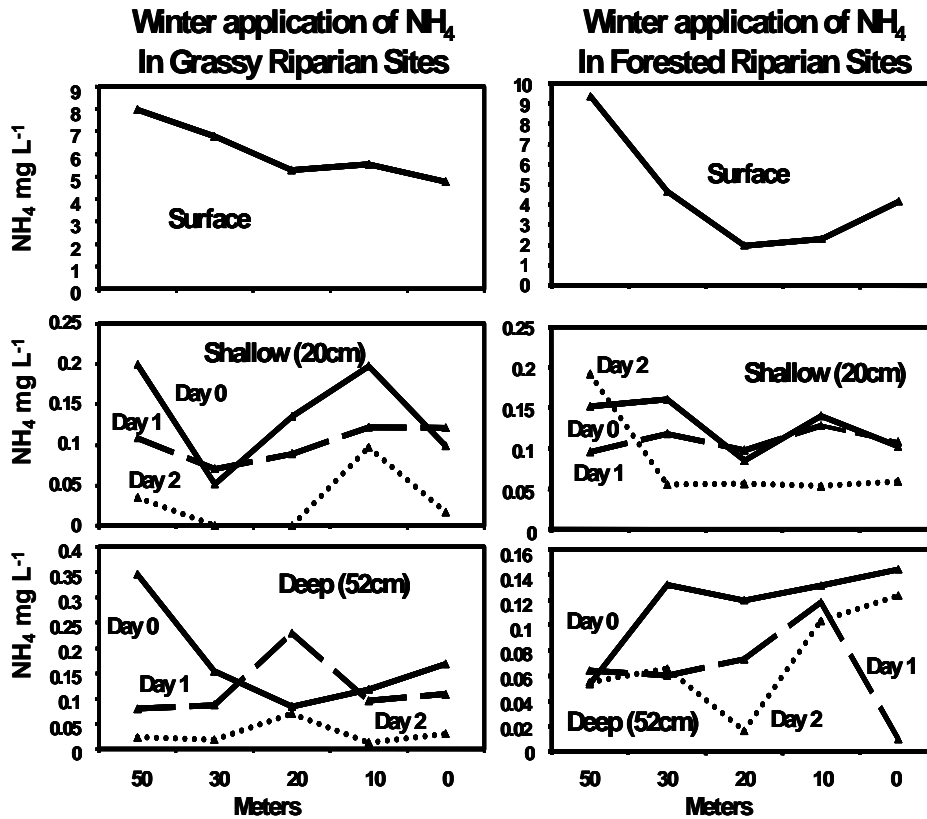 Winter application of NH4
In Grassy Riparian Sites
NH4 mg L-1
9
8
7
6
5
4
3
2
1
0
Surface
NH4 mg L-1
0.25
0.2
0.15
0.1
0.05
0
Shallow (20cm)
Day 0
Day 1
Day 2
NH4 mg L-1
0.4
0.35
0.3
0.25
0.2
0.15
0.1
0.05
0
Deep (52cm)
Day 0
Day 1
Day 2
50 30 20 10 0
Meters
Winter application of NH4
In Forested Riparian Sites
10
9
8
7
6
5
4
3
2
1
0
Surface
0.25
0.2
0.15
0.1
0.05
0
Day 2
Shallow (20cm)
Day 0
Day 1
0.16
0.14
0.12
0.1
0.08
0.06
0.04
0.02
0
Day 0
Day 1
Deep (52cm)
Day 2
50 30 20 10 0
Meters